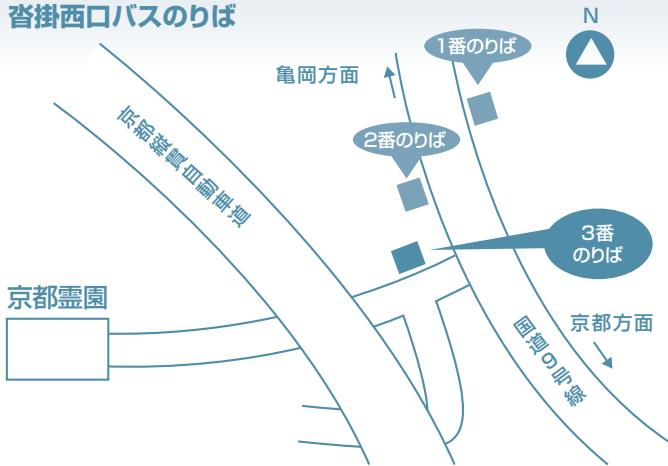 沓掛西口バスのりば
N
1番のりば
亀岡方面
2番のりば
京都縦貫自動車道
3番
のりば
京都霊園
京都方面
国道9号線